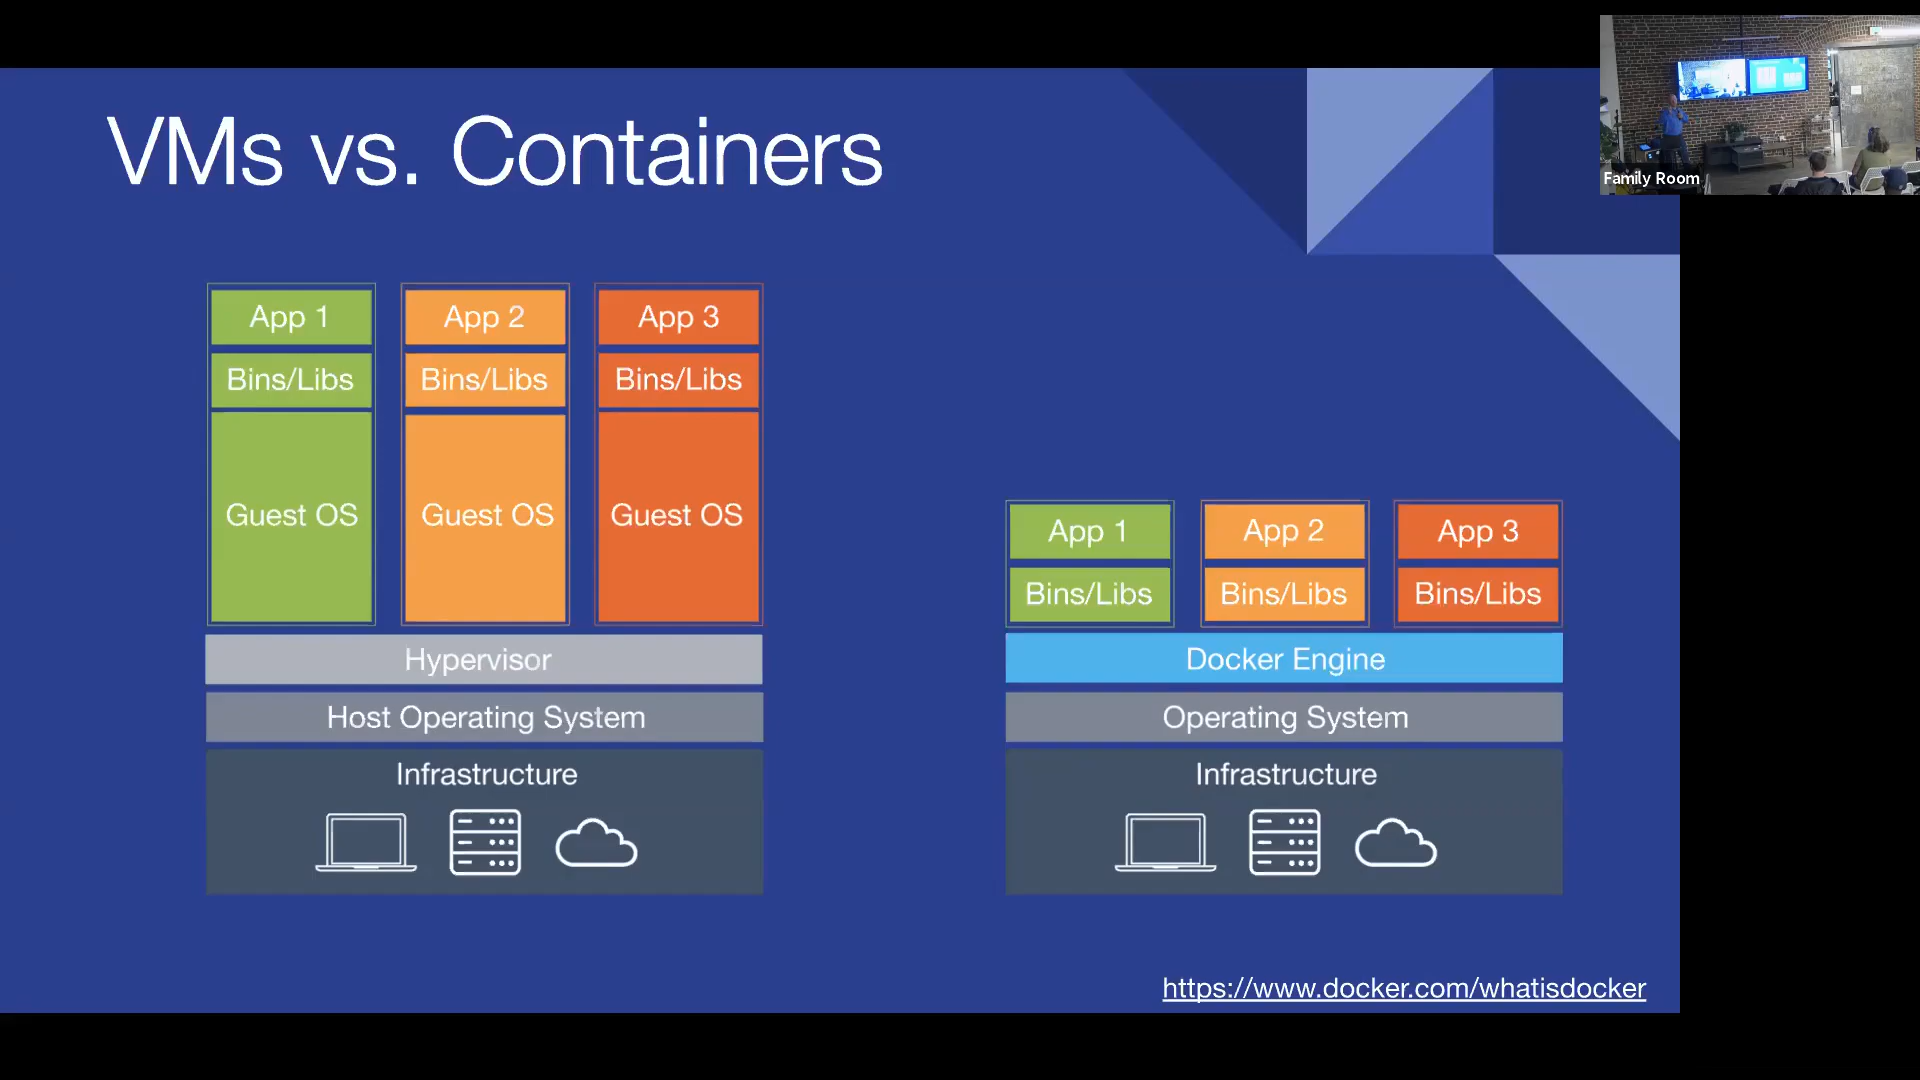 VMs vs. Containers
Family Room
App 1
Bins/Libs
Guest OS
App 2
Bins/Libs
Guest OS
App 3
Bins/Libs
Guest OS
Hypervisor
Host Operating System
Infrastructure
App 1
Bins/Libs
App 2
Bins/Libs
App 3
Bins/Libs
Docker Engine
Operating System
Infrastructure
https://www.docker.com/whatisdocker